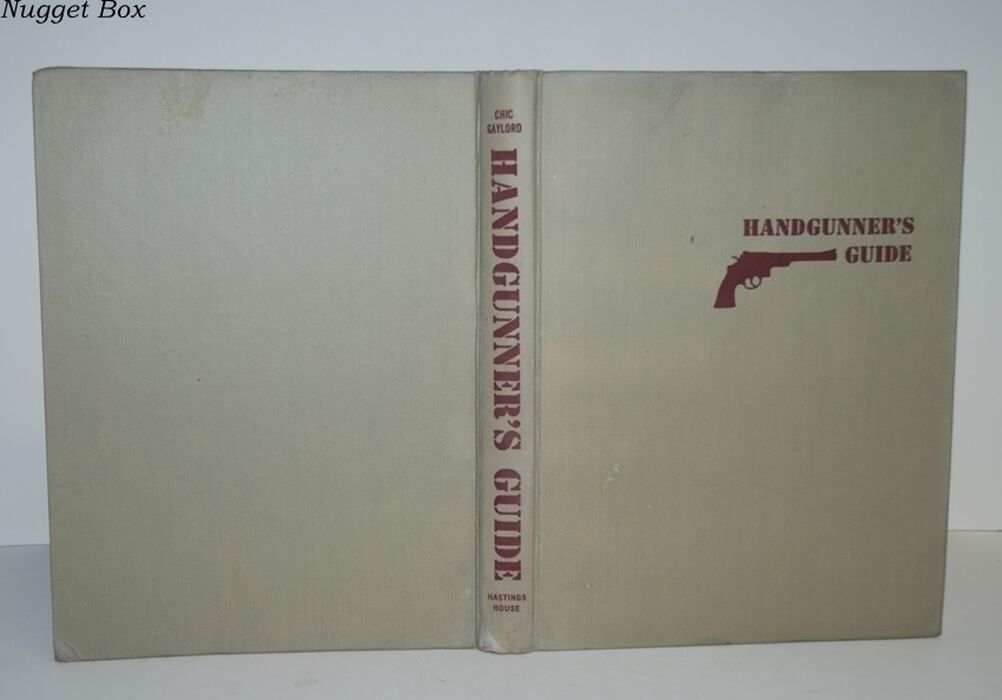 Nugget Box
CHIC
GAYLORD
HANDGUNNER'S GUIDE
HASTINGS
HOUSE
HANDGUNNER'S
GUIDE